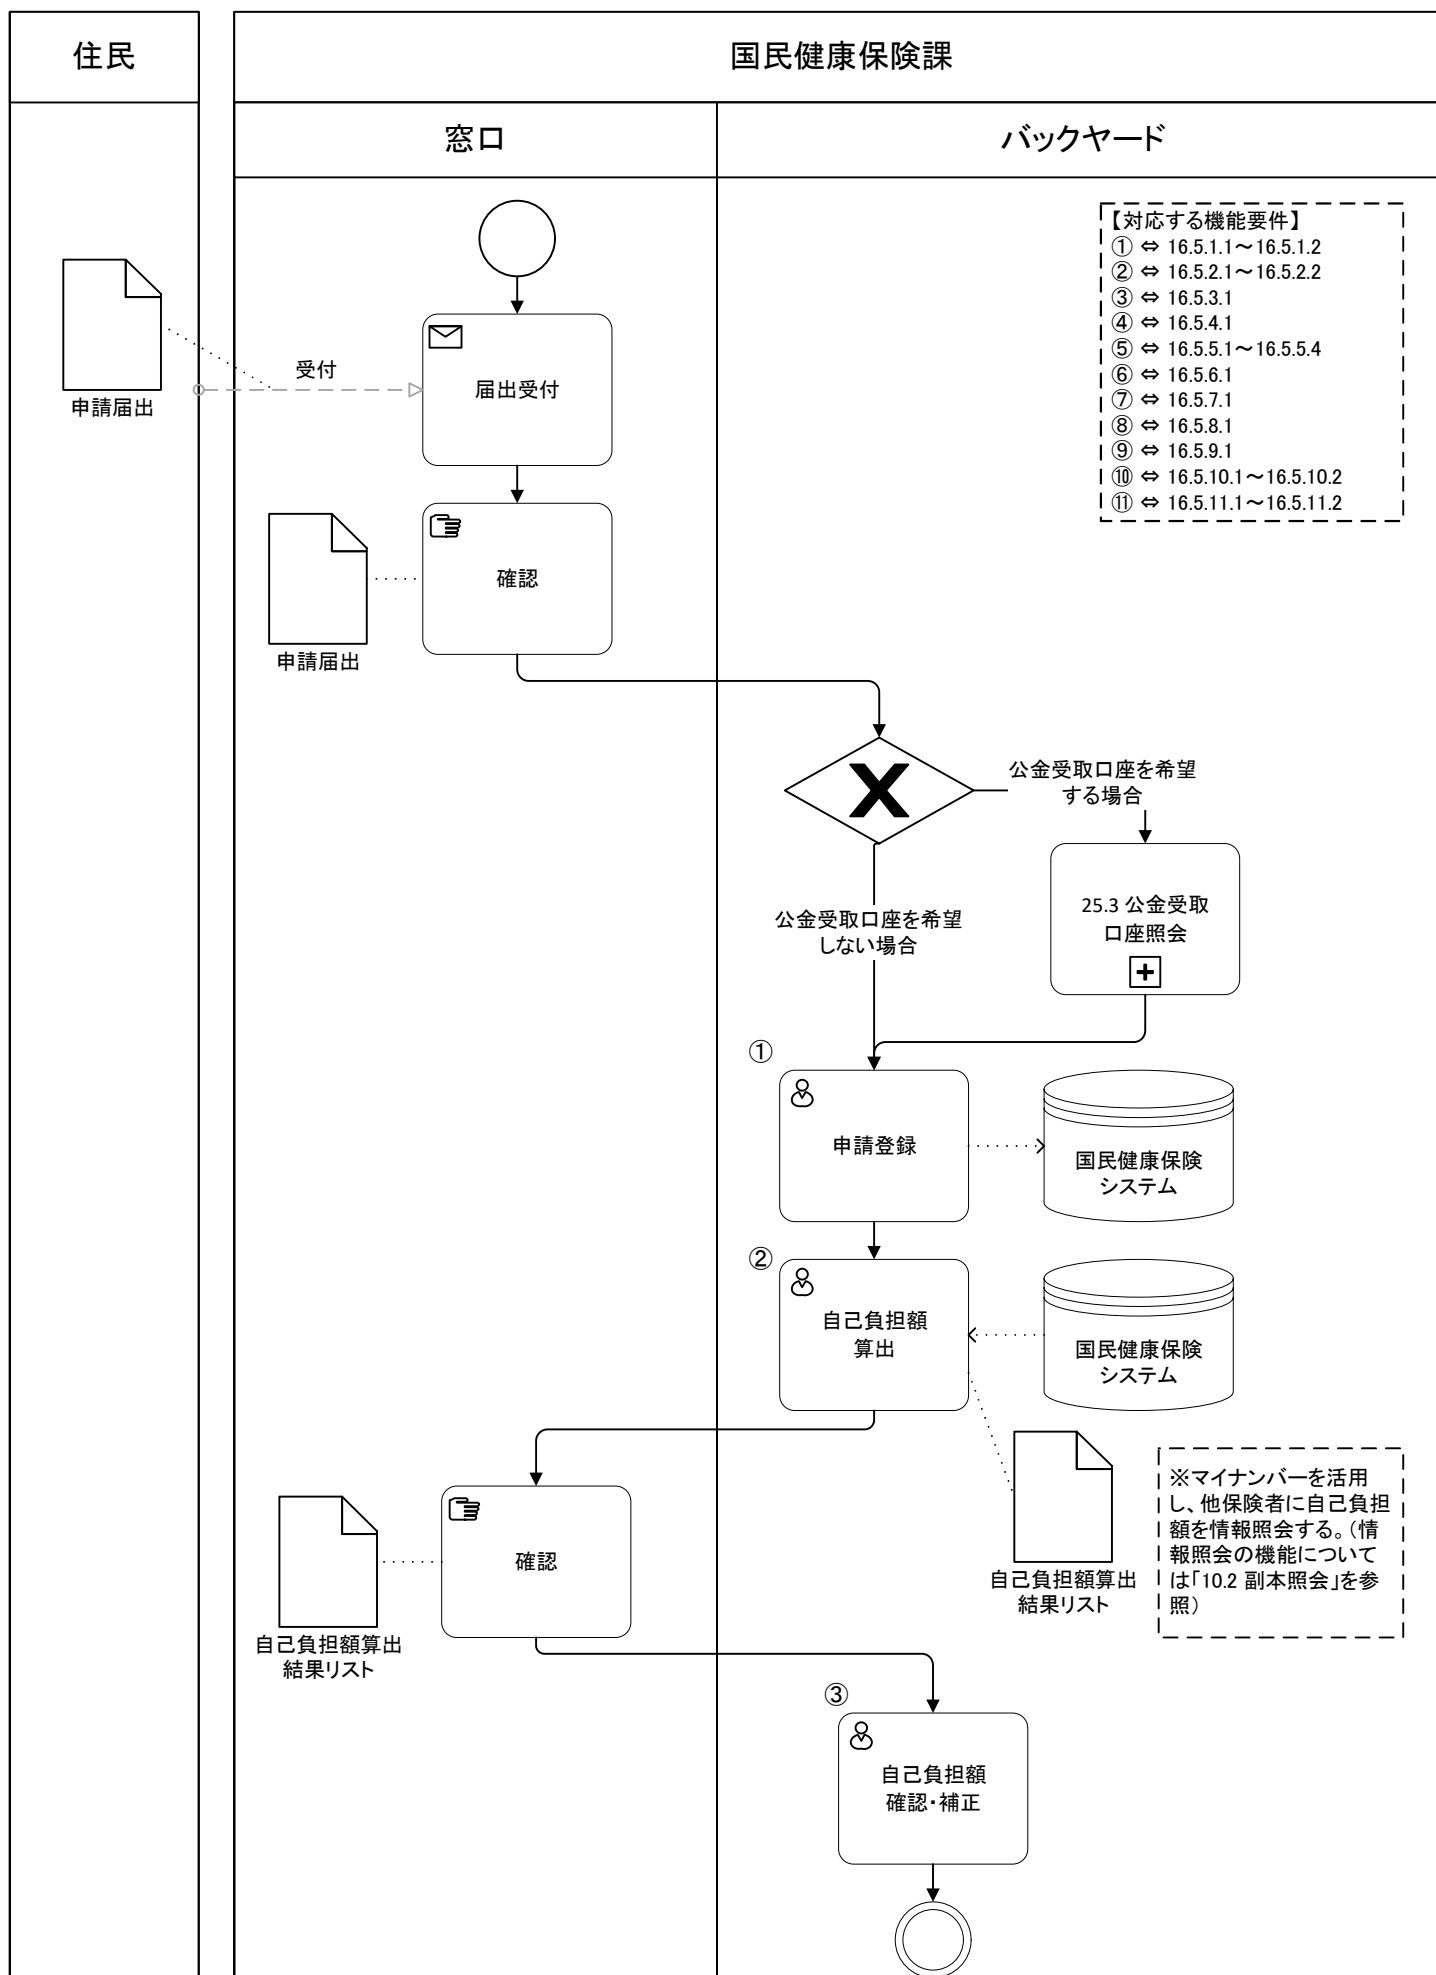 住民
国民健康保険課
窓口
バックヤード
【対応する機能要件】
① ⇔ 16.5.1.1～16.5.1.2
② ⇔ 16.5.2.1～16.5.2.2
③ ⇔ 16.5.3.1
④ ⇔ 16.5.4.1
⑤ ⇔ 16.5.5.1～16.5.5.4
⑥ ⇔ 16.5.6.1
⑦ ⇔ 16.5.7.1
⑧ ⇔ 16.5.8.1
⑨ ⇔ 16.5.9.1
⑩ ⇔ 16.5.10.1～16.5.10.2
⑪ ⇔ 16.5.11.1～16.5.11.2
申請届出
受付
届出受付
確認
申請届出
公金受取口座を希望
する場合
公金受取口座を希望
しない場合
25.3 公金受取
口座照会
①
申請登録
国民健康保険
システム
②
自己負担額
算出
国民健康保険
システム
自己負担額算出
結果リスト
※マイナンバーを活用
し、他保険者に自己負担
額を情報照会する。（情
報照会の機能について
は「10.2 副本照会」を参
照）
確認
自己負担額算出
結果リスト
③
自己負担額
確認・補正